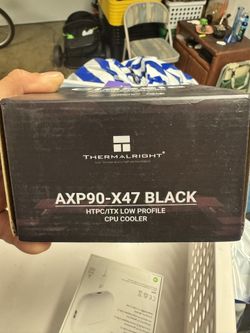 THERMALRIGHT®
AXP90-X47 BLACK
HTPC/ITX LOW PROFILE
CPU COOLER